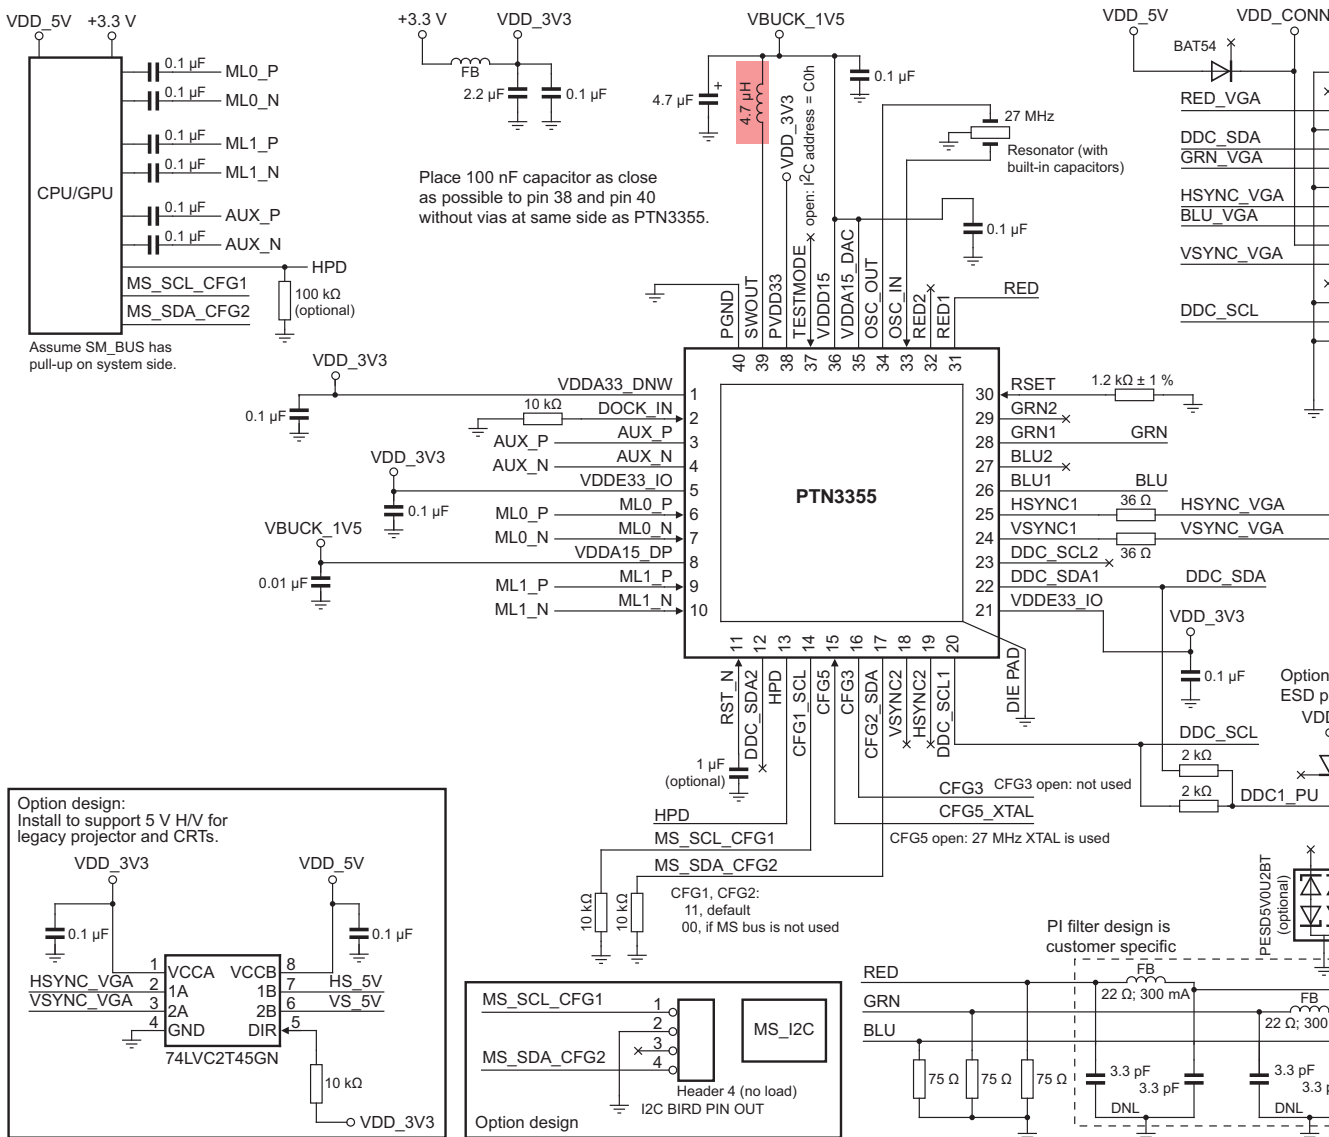 VDD_5V +3.3 V
0.1 µF ML0_P
0.1 µF ML0_N
0.1 µF ML1_P
0.1 µF ML1_N
CPU/GPU
0.1 µF AUX_P
0.1 µF AUX_N
HPD
MS_SCL_CFG1
MS_SDA_CFG2
100 kΩ
(optional)
Assume SM_BUS has
pull-up on system side.
+3.3 V VDD_3V3
FB
2.2 µF 0.1 µF
Place 100 nF capacitor as close
as possible to pin 38 and pin 40
without vias at same side as PTN3355.
VBUCK_1V5
4.7 µF +
4.7 µH
VDD_3V3
open: I2C address = C0h
0.1 µF
27 MHz
Resonator (with
built-in capacitors)
0.1 µF
VDD_5V VDD_CONN
BAT54
RED_VGA
DDC_SDA
GRN_VGA
HSYNC_VGA
BLU_VGA
VSYNC_VGA
DDC_SCL
PGND 40
SWOUT 39
PVDD33 38
TESTMODE 37
VDDD15 36
VDDA15_DAC 35
OSC_OUT 34
OSC_IN 33
RED2 32
RED1 31
RED
PTN3355
VDD_3V3
0.1 µF
VDDA33_DNW 1
10 kΩ DOCK_IN 2
AUX_P AUX_P 3
AUX_N AUX_N 4
VDD_3V3
0.1 µF
VDDE33_IO 5
ML0_P ML0_P 6
ML0_N ML0_N 7
VBUCK_1V5
0.01 µF
VDDA15_DP 8
ML1_P ML1_P 9
ML1_N ML1_N 10
30 RSET 1.2 kΩ ± 1 %
29 GRN2
28 GRN1 GRN
27 BLU2
26 BLU1 BLU
25 HSYNC1 36 Ω HSYNC_VGA
24 VSYNC1 36 Ω VSYNC_VGA
23 DDC_SCL2
22 DDC_SDA1 DDC_SDA
21 VDDE33_IO
VDD_3V3
0.1 µF
11 RST_N
12 DDC_SDA2
13 HPD
14 CFG1_SCL
15 CFG5
16 CFG3
17 CFG2_SDA
18 VSYNC2
19 HSYNC2
20 DDC_SCL1
DIE PAD
Option
ESD p
VDD
DDC_SCL
2 kΩ
2 kΩ
DDC1_PU
1 µF
(optional)
CFG3 CFG3 open: not used
HPD CFG5_XTAL
CFG5 open: 27 MHz XTAL is used
MS_SCL_CFG1
MS_SDA_CFG2
10 kΩ
10 kΩ
CFG1, CFG2:
11, default
00, if MS bus is not used
Option design:
Install to support 5 V H/V for
legacy projector and CRTs.
VDD_3V3 VDD_5V
0.1 µF 0.1 µF
1 VCCA VCCB 8
HSYNC_VGA 2 1A 1B 7 HS_5V
VSYNC_VGA 3 2A 2B 6 VS_5V
4 GND DIR 5
74LVC2T45GN
10 kΩ
VDD_3V3
MS_SCL_CFG1 1
2
3
MS_SDA_CFG2 4
MS_I2C
Header 4 (no load)
I2C BIRD PIN OUT
Option design
PESD5V0U2BT
(optional)
PI filter design is
customer specific
RED
FB
22 Ω; 300 mA
GRN
FB
22 Ω; 300
BLU
75 Ω 75 Ω 75 Ω
3.3 pF
3.3 pF
3.3 pF
3.3 p
DNL DNL